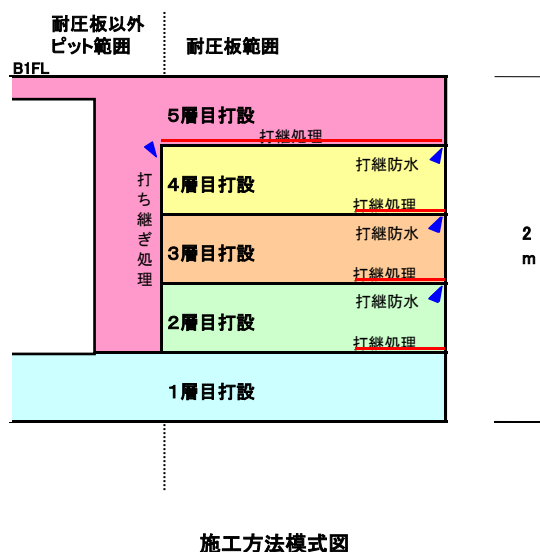 耐圧板以外
ピット範囲
耐圧板範囲
B1FL
5層目打設
打継処理
打ち継ぎ処理
打継防水
4層目打設
打継処理
打継防水
3層目打設
打継処理
打継防水
2層目打設
打継処理
1層目打設
2
m
施工方法模式図